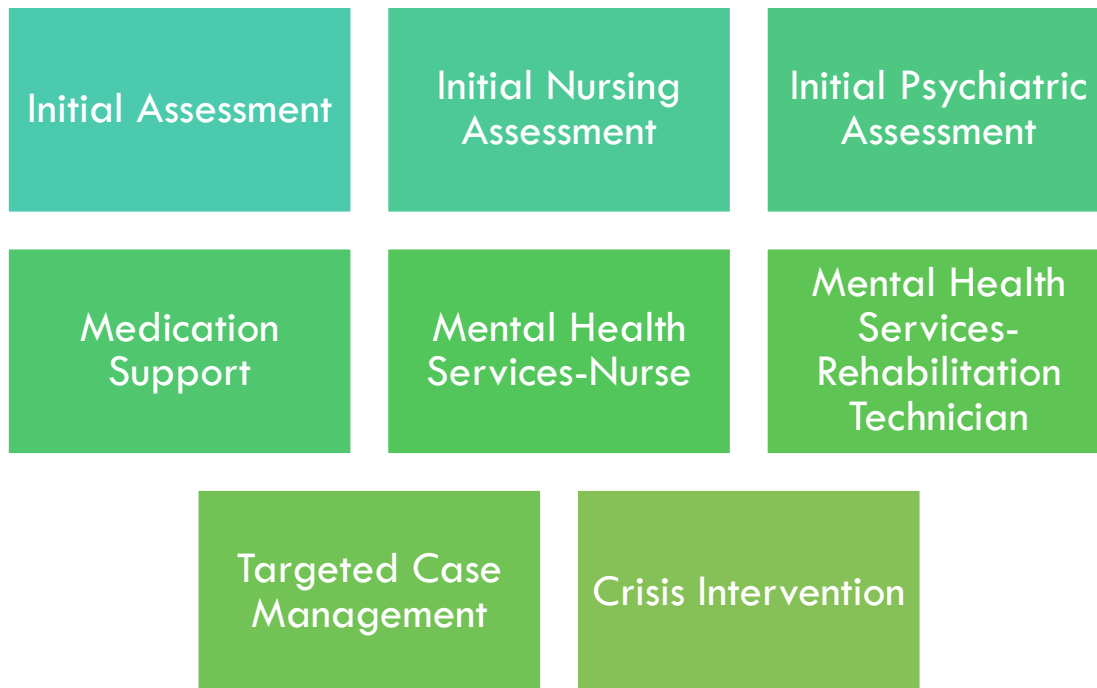 Initial Assessment
Initial Nursing
Assessment
Initial Psychiatric
Assessment
Medication
Support
Mental Health
Services-Nurse
Mental Health
Services-
Rehabilitation
Technician
Targeted Case
Management
Crisis Intervention